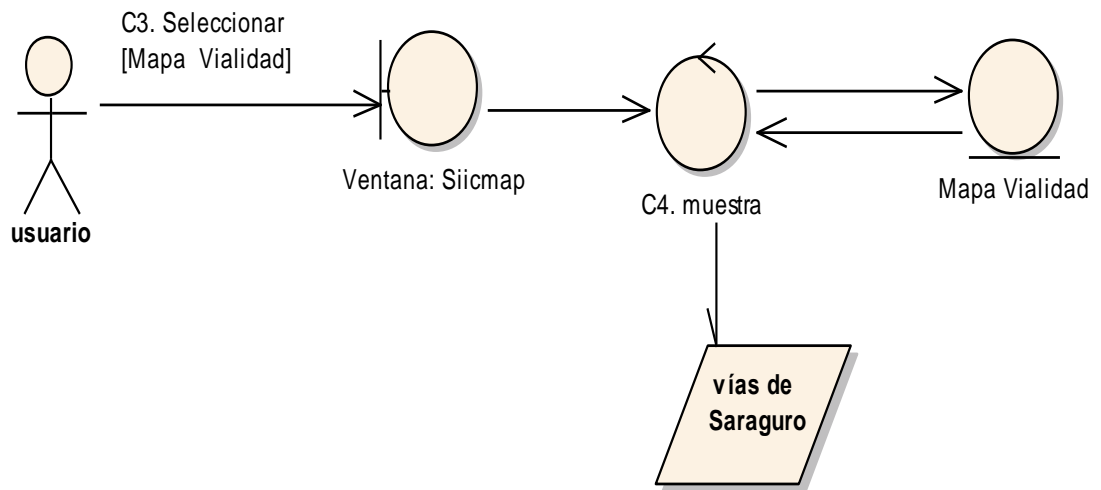 C3. Seleccionar
[Mapa Vialidad]
usuario
Ventana: Siicmap
C4. muestra
Mapa Vialidad
vías de
Saraguro